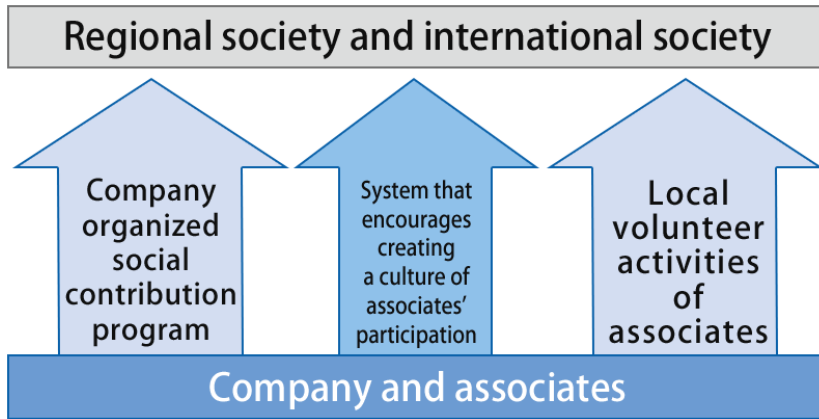 Regional society and international society
Company
organized
social
contribution
program
System that
encourages
creating
a culture of
associates’
participation
Local
volunteer
activities
of
associates
Company and associates